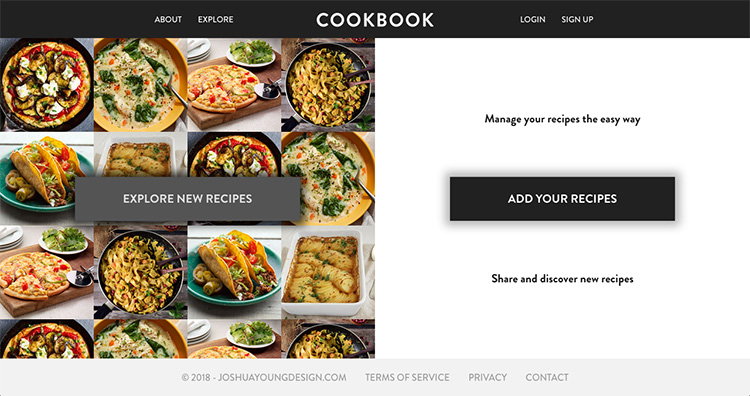 ABOUT EXPLORE COOKBOOK LOGIN SIGN UP
Manage your recipes the easy way
EXPLORE NEW RECIPES
ADD YOUR RECIPES
Share and discover new recipes
© 2018 - JOSHUAYOUNGDESIGN.COM TERMS OF SERVICE PRIVACY CONTACT